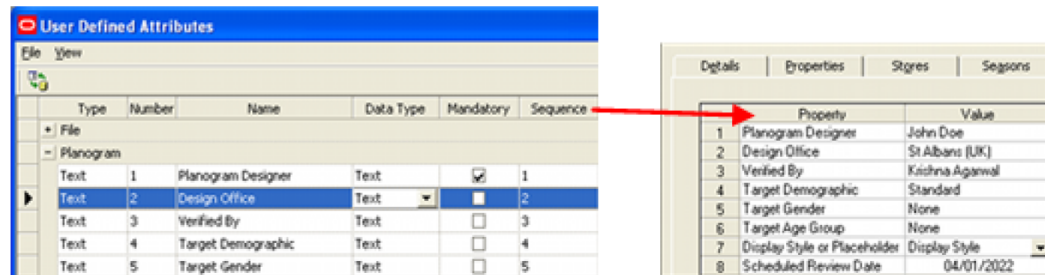 User Defined Attributes
File View
Type Number Name Data Type Mandatory Sequence
+ File
- Planogram
Text 1 Planogram Designer Text 1
Text 2 Design Office Text 2
Text 3 Verified By Text 3
Text 4 Target Demographic Text 4
Text 5 Target Gender Text 5
Details Properties Stores Seasons
Property Value
1 Planogram Designer John Doe
2 Design Office St Albans (UK)
3 Verified By Krishna Agarwal
4 Target Demographic Standard
5 Target Gender None
6 Target Age Group None
7 Display Style or Placeholder Display Style
8 Scheduled Review Date 04/01/2022